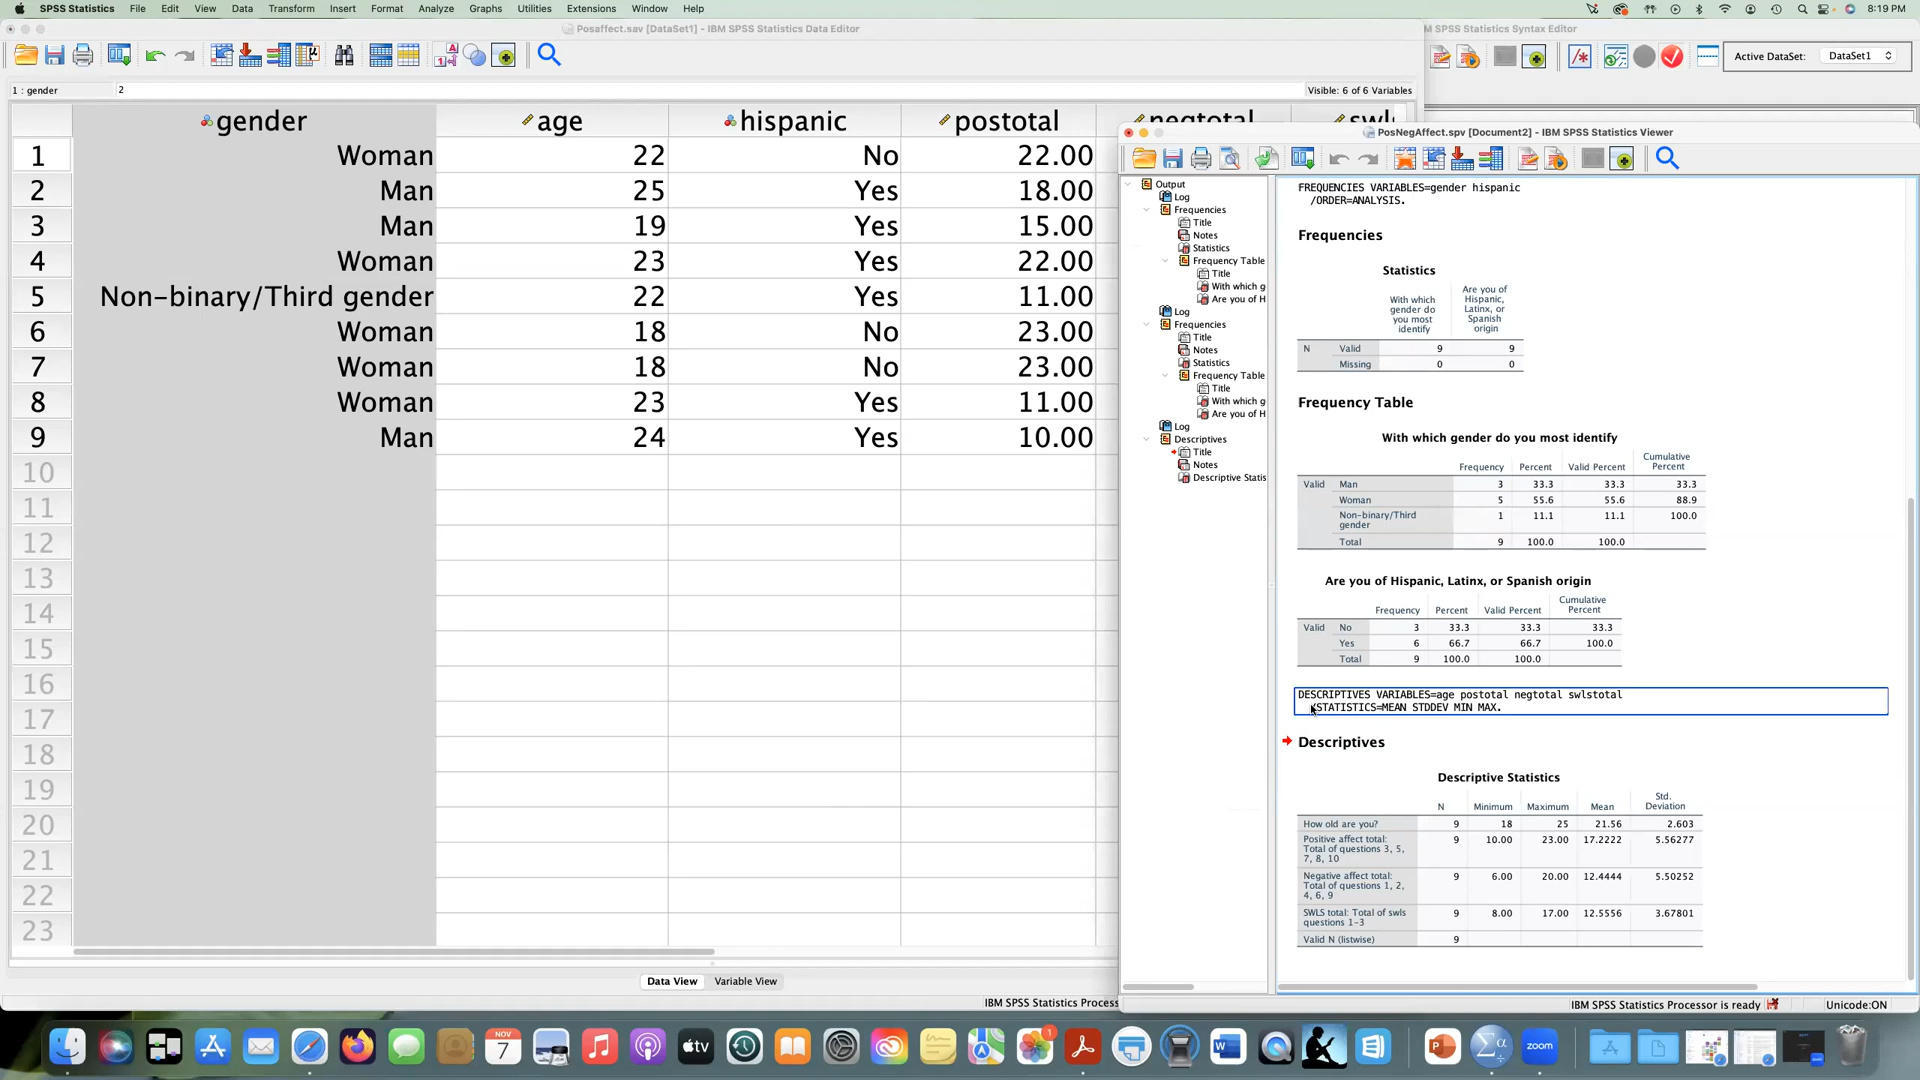 SPSS Statistics File Edit View Data Transform Insert Format Analyze Graphs Utilities Extensions Window Help 8:19 PM
Posaffect.sav [DataSet1] - IBM SPSS Statistics Data Editor
M SPSS Statistics Syntax Editor
Active DataSet: DataSet1
1 : gender 2 Visible: 6 of 6 Variables
gender age hispanic postotal negtotal swl
1 Woman 22 No 22.00
2 Man 25 Yes 18.00
3 Man 19 Yes 15.00
4 Woman 23 Yes 22.00
5 Non-binary/Third gender 22 Yes 11.00
6 Woman 18 No 23.00
7 Woman 18 No 23.00
8 Woman 23 Yes 11.00
9 Man 24 Yes 10.00
10
11
12
13
14
15
16
17
18
19
20
21
22
23
Data View Variable View
IBM SPSS Statistics Process
PosNegAffect.spv [Document2] - IBM SPSS Statistics Viewer
Output
Log
Frequencies
Title
Notes
Statistics
Frequency Table
Title
With which g
Are you of H
Log
Frequencies
Title
Notes
Statistics
Frequency Table
Title
With which g
Are you of H
Log
Descriptives
Title
Notes
Descriptive Statis
FREQUENCIES VARIABLES=gender hispanic
/ORDER=ANALYSIS.
Frequencies
Statistics
With which
gender do
you most
identify
Are you of
Hispanic,
Latinx, or
Spanish
origin
N Valid 9 9
Missing 0 0
Frequency Table
With which gender do you most identify
Frequency Percent Valid Percent Cumulative
Percent
Valid Man 3 33.3 33.3 33.3
Woman 5 55.6 55.6 88.9
Non-binary/Third 1 11.1 11.1 100.0
gender
Total 9 100.0 100.0
Are you of Hispanic, Latinx, or Spanish origin
Frequency Percent Valid Percent Cumulative
Percent
Valid No 3 33.3 33.3 33.3
Yes 6 66.7 66.7 100.0
Total 9 100.0 100.0
DESCRIPTIVES VARIABLES=age postotal negtotal swlstotal
/STATISTICS=MEAN STDDEV MIN MAX.
Descriptives
Descriptive Statistics
N Minimum Maximum Mean Std.
Deviation
How old are you? 9 18 25 21.56 2.603
Positive affect total: 9 10.00 23.00 17.2222 5.56277
Total of questions 3, 5,
7, 8, 10
Negative affect total: 9 6.00 20.00 12.4444 5.50252
Total of questions 1, 2,
4, 6, 9
SWLS total: Total of swls 9 8.00 17.00 12.5556 3.67801
questions 1-3
Valid N (listwise) 9
IBM SPSS Statistics Processor is ready Unicode:ON
NOV
7
tv
1
W
P
Σ
zoom